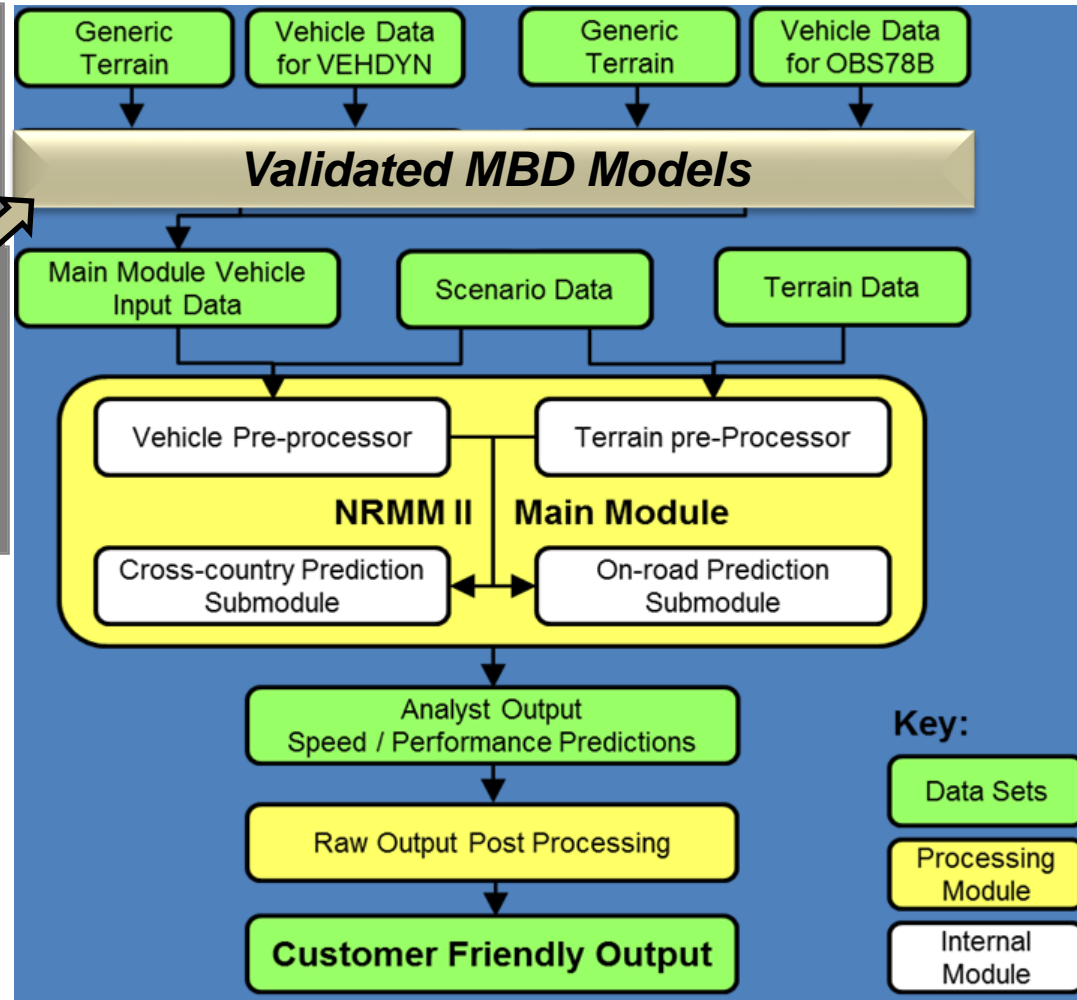 Generic
Terrain
Vehicle Data
for VEHDYN
Generic
Terrain
Vehicle Data
for OBS78B
Validated MBD Models
Main Module Vehicle
Input Data
Scenario Data
Terrain Data
Vehicle Pre-processor
Terrain pre-Processor
NRMM II Main Module
Cross-country Prediction
Submodule
On-road Prediction
Submodule
Analyst Output
Speed / Performance Predictions
Raw Output Post Processing
Customer Friendly Output
Key:
Data Sets
Processing
Module
Internal
Module